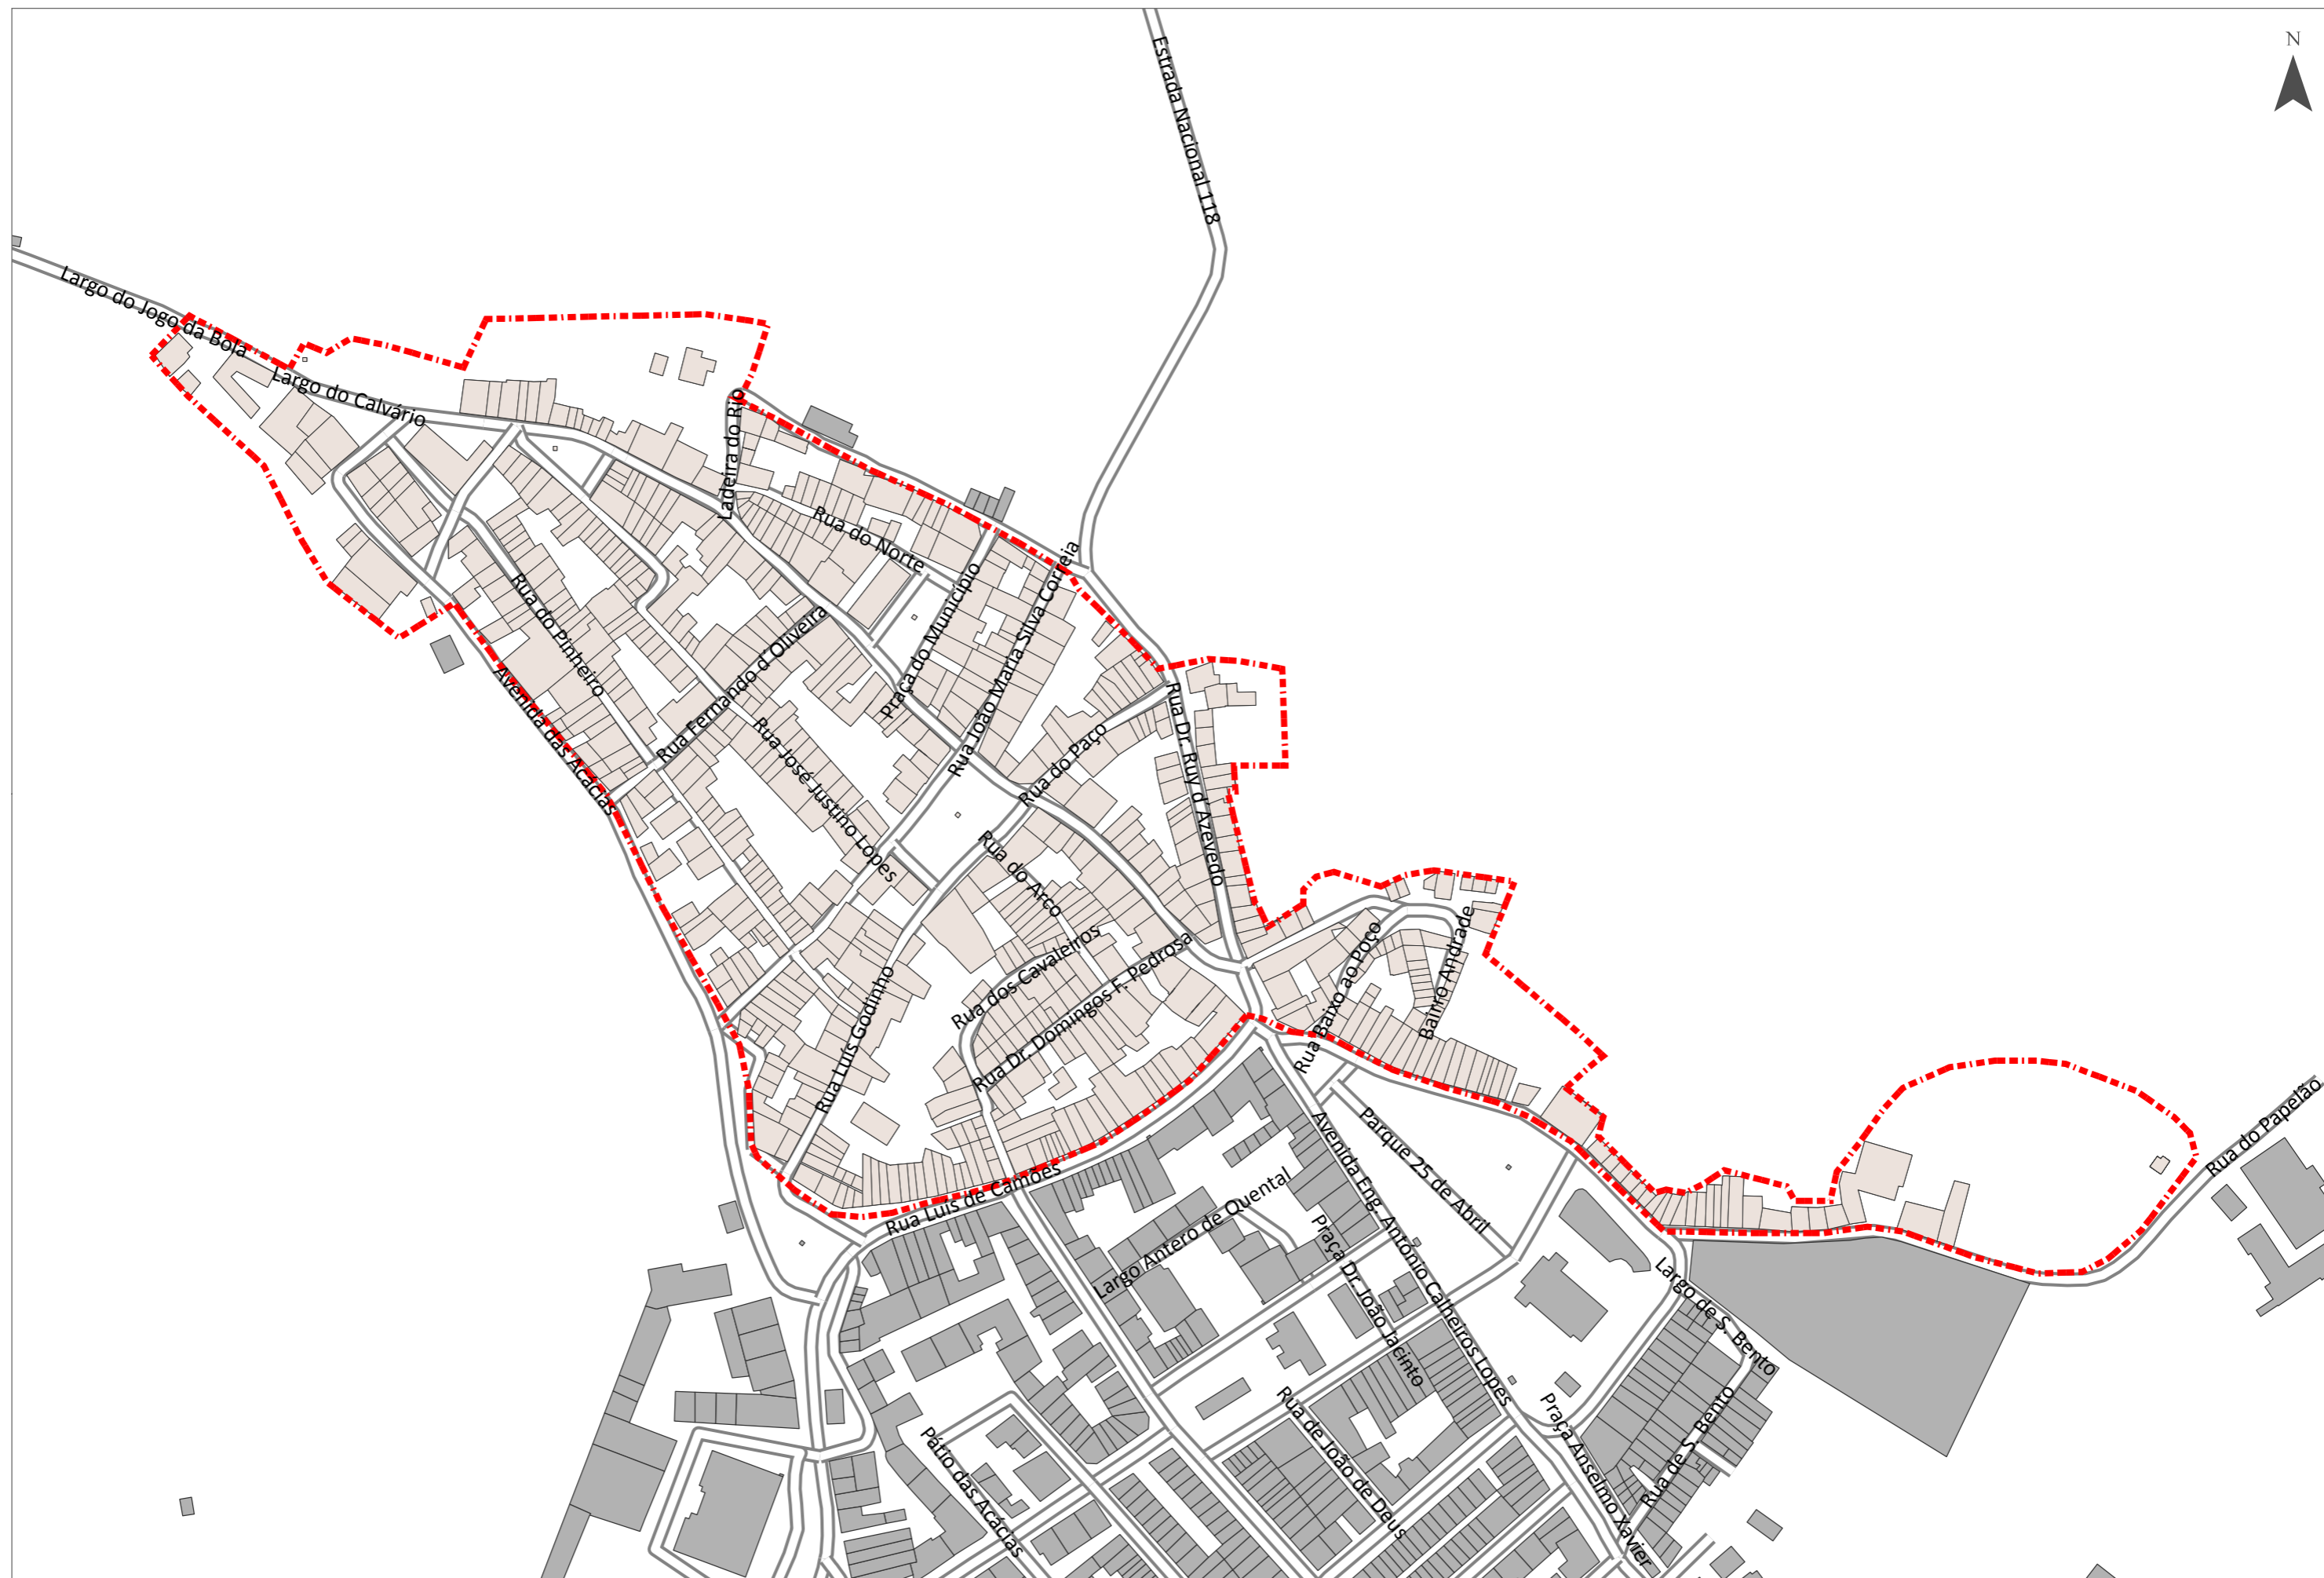 N
Estrada Nacional 118
Largo do Jogo da Bola
Largo do Calvário
Ladeira do Rio
Rua do Norte
Praça do Município
Rua João Maria Silva Correia
Rua do Pinheiro
Rua Fernando d´Oliveira
Avenida das Acácias
Rua José Justino Lopes
Rua do Paço
Rua Dr. Ruy d´Azevedo
Rua do Arco
Rua dos Cavaleiros
Rua Dr. Domingos F. Pedrosa
Rua Luís Godinho
Rua Baixo ao Poço
Bairro Andrade
Rua Luís de Camões
Parque 25 de Abril
Avenida Eng. António Calheiros Lopes
Largo Antero de Quental
Praça Dr. João Jacinto
Rua do Papelão
Largo de S. Bento
Rua de S. Bento
Praça Anselmo Xavier
Rua de João de Deus
Pátio das Acácias